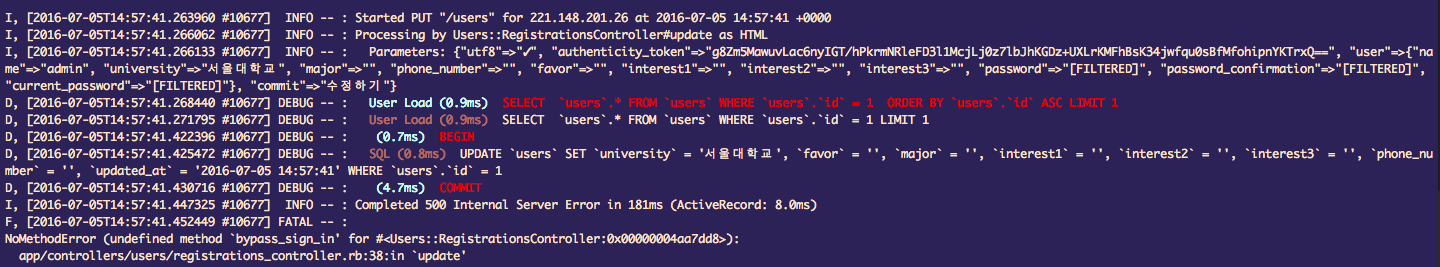 I, [2016-07-05T14:57:41.263960 #10677]  INFO -- : Started PUT "/users" for 221.148.201.26 at 2016-07-05 14:57:41 +0000
I, [2016-07-05T14:57:41.266062 #10677]  INFO -- : Processing by Users::RegistrationsController#update as HTML
I, [2016-07-05T14:57:41.266133 #10677]  INFO -- :   Parameters: {"utf8"=>"✓", "authenticity_token"=>"g8Zm5MawuvLac6nyIGT/hPkrmNRleFD3l1McjLj0z7lbJhKGDz+UXLrKMFhBsK34jwfqu0sBfMfohipnYKTrxQ==", "user"=>{"na
me"=>"admin", "university"=>"서울대학교", "major"=>"", "phone_number"=>"", "favor"=>"", "interest1"=>"", "interest2"=>"", "interest3"=>"", "password"=>"[FILTERED]", "password_confirmation"=>"[FILTERED]",
"current_password"=>"[FILTERED]"}, "commit"=>"수정하기"}
D, [2016-07-05T14:57:41.268440 #10677] DEBUG -- :   User Load (0.9ms)  SELECT  `users`.* FROM `users` WHERE `users`.`id` = 1  ORDER BY `users`.`id` ASC LIMIT 1
D, [2016-07-05T14:57:41.271795 #10677] DEBUG -- :   User Load (0.9ms)  SELECT  `users`.* FROM `users` WHERE `users`.`id` = 1 LIMIT 1
D, [2016-07-05T14:57:41.422396 #10677] DEBUG -- :    (0.7ms)  BEGIN
D, [2016-07-05T14:57:41.425472 #10677] DEBUG -- :   SQL (0.8ms)  UPDATE `users` SET `university` = '서울대학교', `favor` = '', `major` = '', `interest1` = '', `interest2` = '', `interest3` = '', `phone_nu
mber` = '', `updated_at` = '2016-07-05 14:57:41' WHERE `users`.`id` = 1
D, [2016-07-05T14:57:41.430716 #10677] DEBUG -- :    (4.7ms)  COMMIT
I, [2016-07-05T14:57:41.447325 #10677]  INFO -- : Completed 500 Internal Server Error in 181ms (ActiveRecord: 8.0ms)
F, [2016-07-05T14:57:41.452449 #10677] FATAL -- :
NoMethodError (undefined method `bypass_sign_in' for #<Users::RegistrationsController:0x00000004aa7dd8>):
  app/controllers/users/registrations_controller.rb:38:in `update'